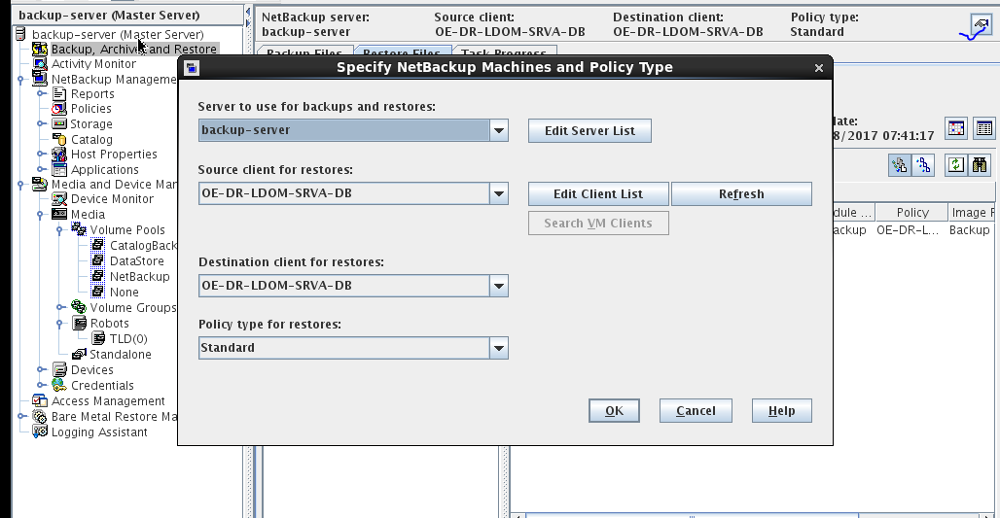 backup-server (Master Server)
backup-server (Master Server)
Backup, Archive and Restore
Activity Monitor
NetBackup Manageme
Reports
Policies
Storage
Catalog
Host Properties
Applications
Media and Device Mar
Device Monitor
Media
Volume Pools
CatalogBack
DataStore
NetBackup
None
Volume Groups
Robots
TLD(0)
Standalone
Devices
Credentials
Access Management
Bare Metal Restore Ma
Logging Assistant
NetBackup server: Source client: Destination client: Policy type:
backup-server OE-DR-LDOM-SRVA-DB OE-DR-LDOM-SRVA-DB Standard
Backup Files Restore Files Task Progress
Specify NetBackup Machines and Policy Type
Server to use for backups and restores:
backup-server Edit Server List
Source client for restores:
OE-DR-LDOM-SRVA-DB Edit Client List Refresh
Search VM Clients
Destination client for restores:
OE-DR-LDOM-SRVA-DB
Policy type for restores:
Standard
OK Cancel Help
late:
8/2017 07:41:17
dule ... Policy Image F
ackup OE-DR-L... Backup